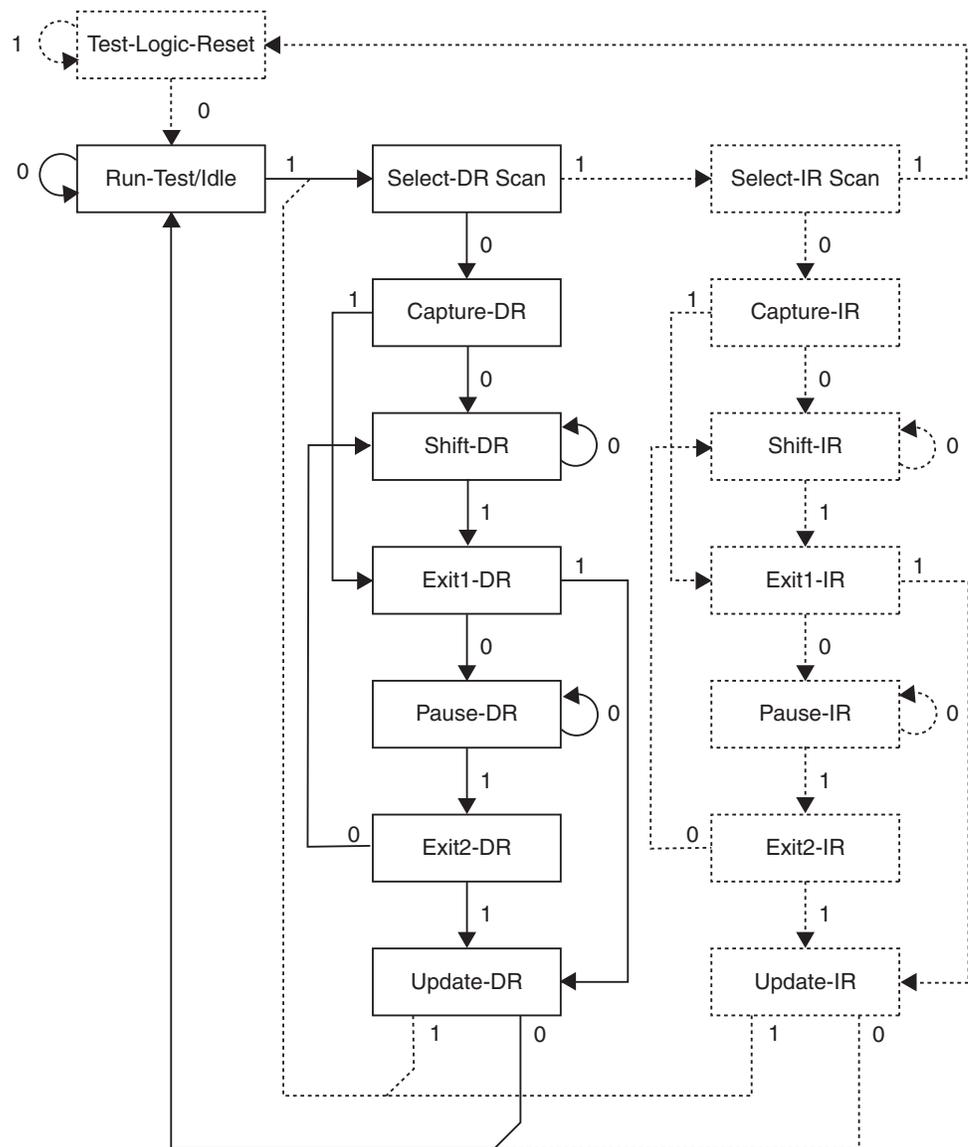 1
Test-Logic-Reset
0
0
Run-Test/Idle
1
Select-DR Scan
1
Select-IR Scan
1
0
0
1
Capture-DR
1
Capture-IR
0
0
Shift-DR
0
Shift-IR
0
1
1
Exit1-DR
1
Exit1-IR
1
0
0
Pause-DR
0
Pause-IR
0
1
1
0
Exit2-DR
0
Exit2-IR
1
1
Update-DR
Update-IR
1
0
1
0